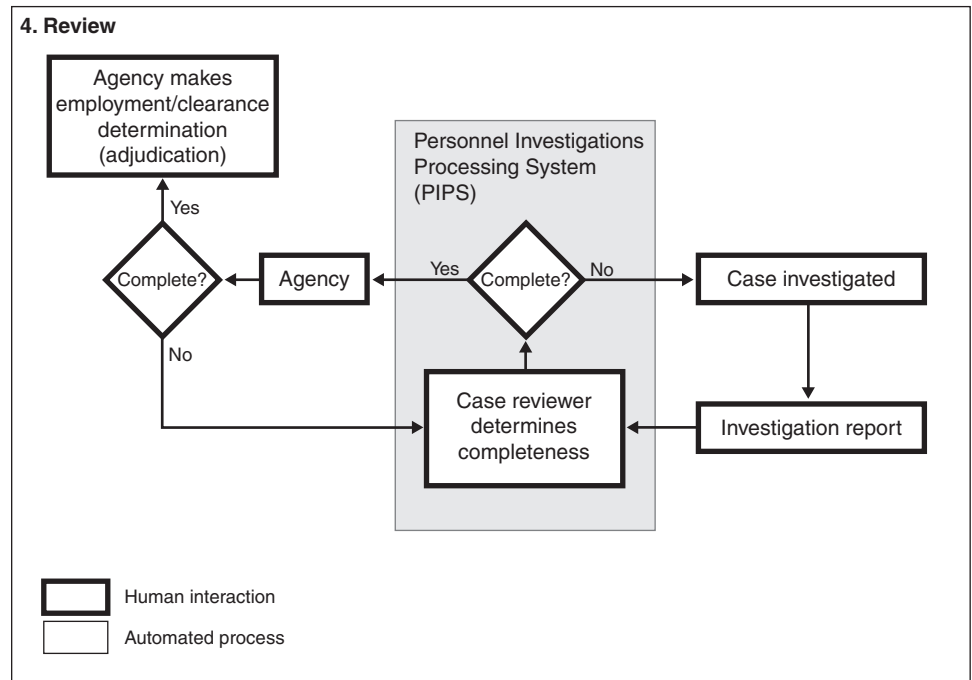 4. Review
Agency makes
employment/clearance
determination
(adjudication)
Yes
Complete?
No
Agency
Personnel Investigations
Processing System
(PIPS)
Yes
Complete?
No
Case reviewer
determines
completeness
Case investigated
Investigation report
Human interaction
Automated process